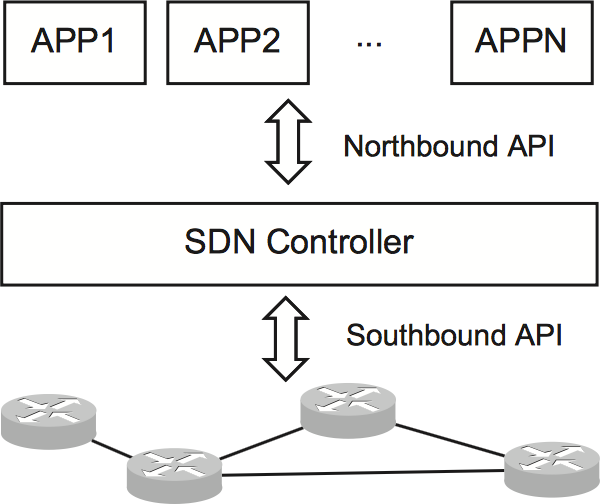 APP1 APP2 ... APPN
Northbound API
SDN Controller
Southbound API